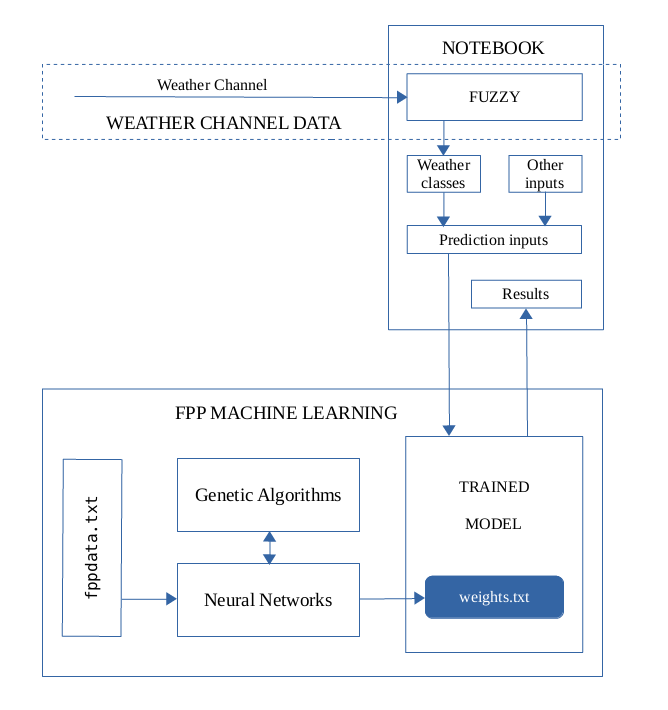 NOTEBOOK
Weather Channel
FUZZY
WEATHER CHANNEL DATA
Weather
classes
Other
inputs
Prediction inputs
Results
FPP MACHINE LEARNING
fppdata.txt
Genetic Algorithms
Neural Networks
TRAINED
MODEL
weights.txt